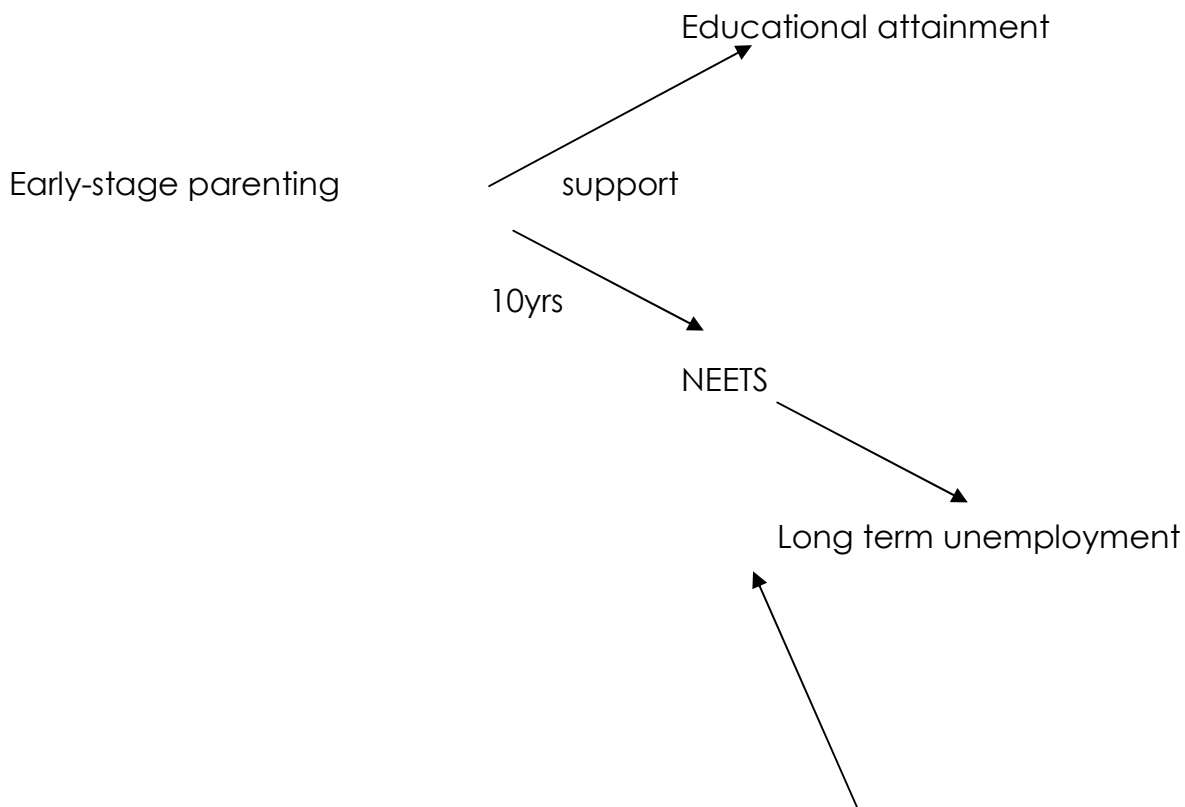 Educational attainment
Early-stage parenting support
10yrs
NEETS
Long term unemployment